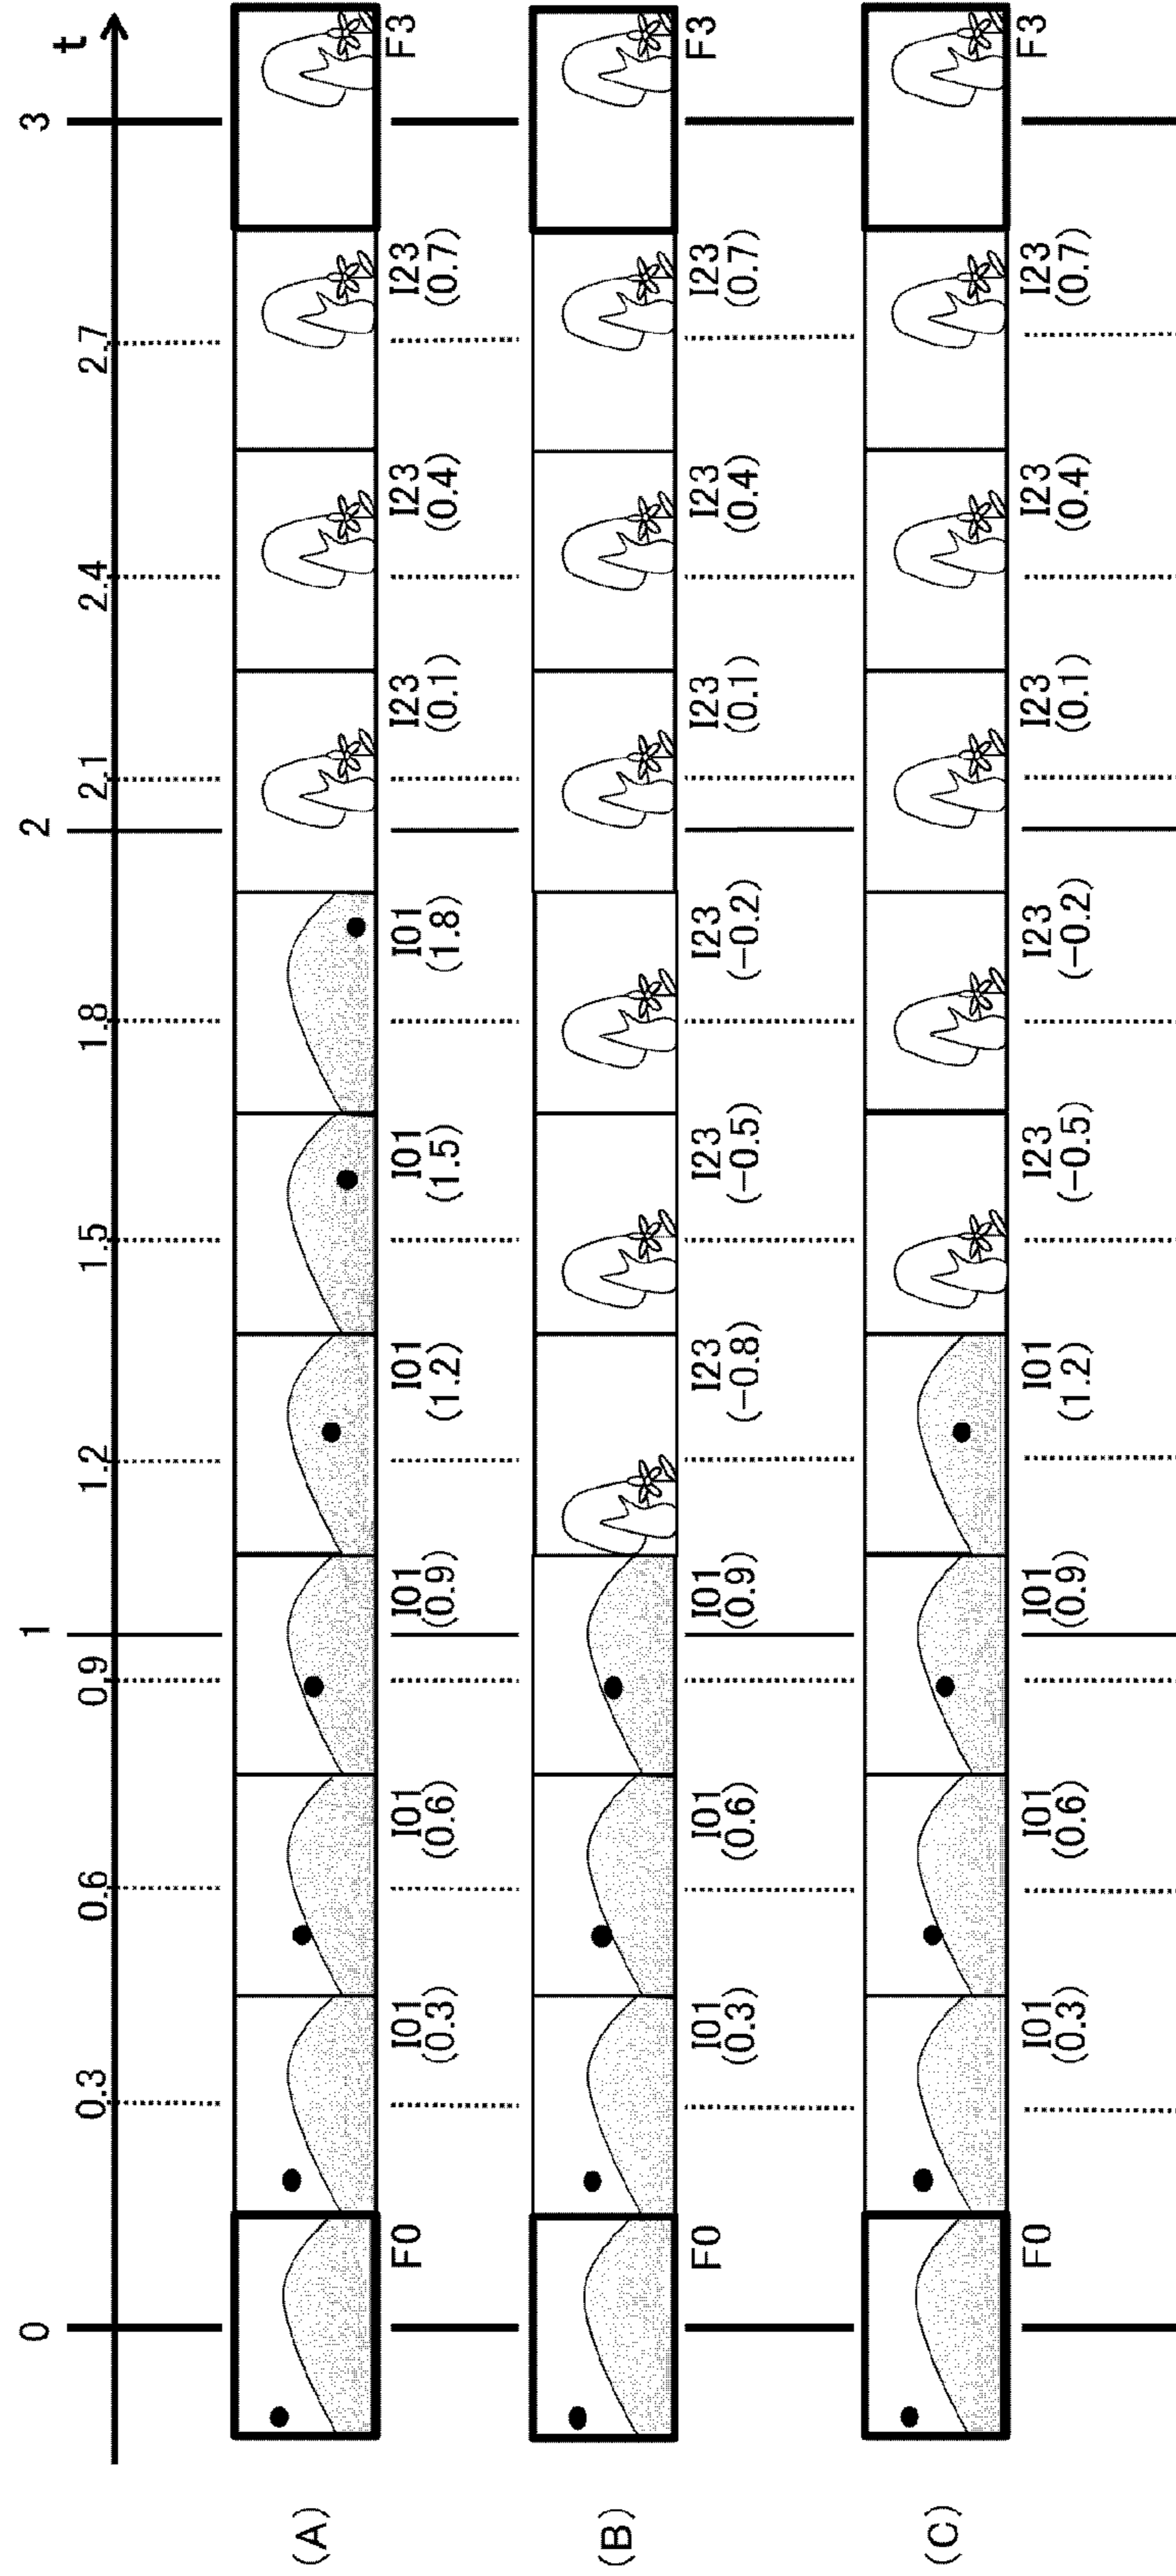 0 1 2 3
0.3 0.6 0.9 1.2 1.5 1.8 2.1 2.4 2.7 t
(A)
F0 I01 I01 I01 I01 I01 I01 I23 I23 I23 F3
(0.3) (0.6) (0.9) (1.2) (1.5) (1.8) (0.1) (0.4) (0.7)
(B)
F0 I01 I01 I01 I23 I23 I23 I23 I23 I23 F3
(0.3) (0.6) (0.9) (−0.8) (−0.5) (−0.2) (0.1) (0.4) (0.7)
(C)
F0 I01 I01 I01 I01 I23 I23 I23 I23 I23 F3
(0.3) (0.6) (0.9) (1.2) (−0.5) (−0.2) (0.1) (0.4) (0.7)